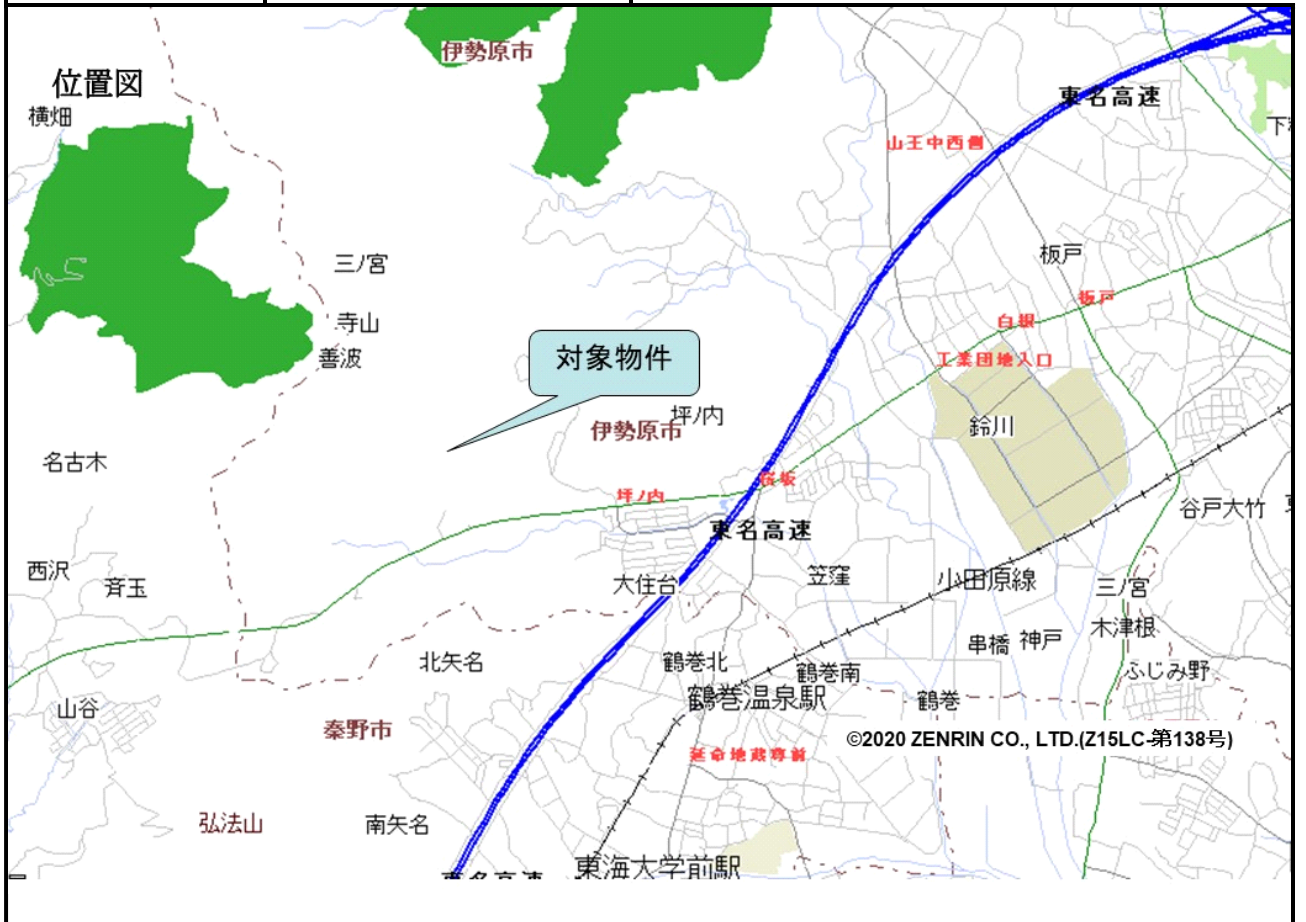 伊勢原市
位置図
東名高速
横畑
山王中西側
板戸
三ノ宮
板戸
寺山
白根
善波
対象物件
工業団地入口
坪ノ内
伊勢原市
鈴川
名古木
桜坂
坪ノ内
谷戸大竹
東名高速
西沢
斉玉
大住台
笠窪
小田原線
三ノ宮
木津根
串橋
神戸
北矢名
鶴巻北
鶴巻南
ふじみ野
鶴巻温泉駅
鶴巻
山谷
秦野市
©2020 ZENRIN CO., LTD.(Z15LC-第138号)
延命地蔵尊前
弘法山
南矢名
東海大学前駅
東名高速